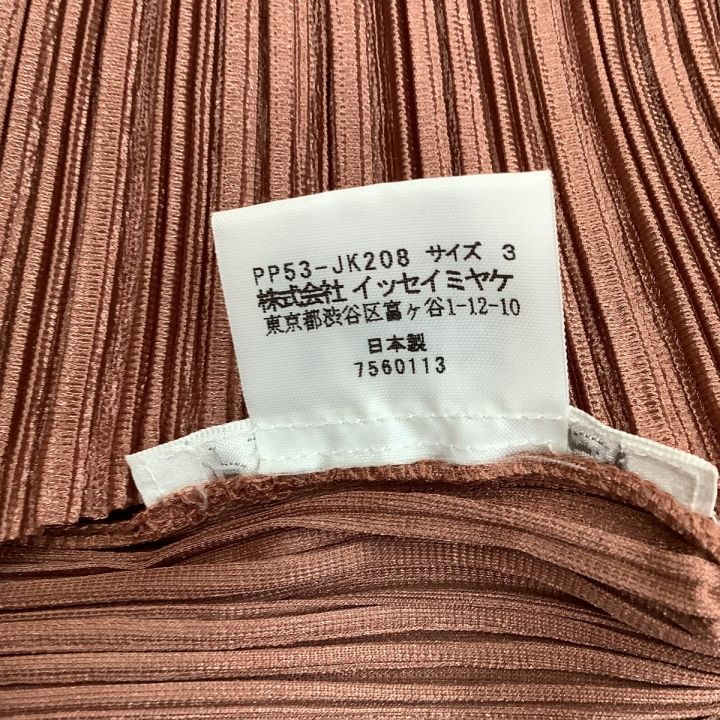 PP53-JK208 サイズ 3
株式会社 イッセイミヤケ
東京都渋谷区富ヶ谷1-12-10
日本製
7560113